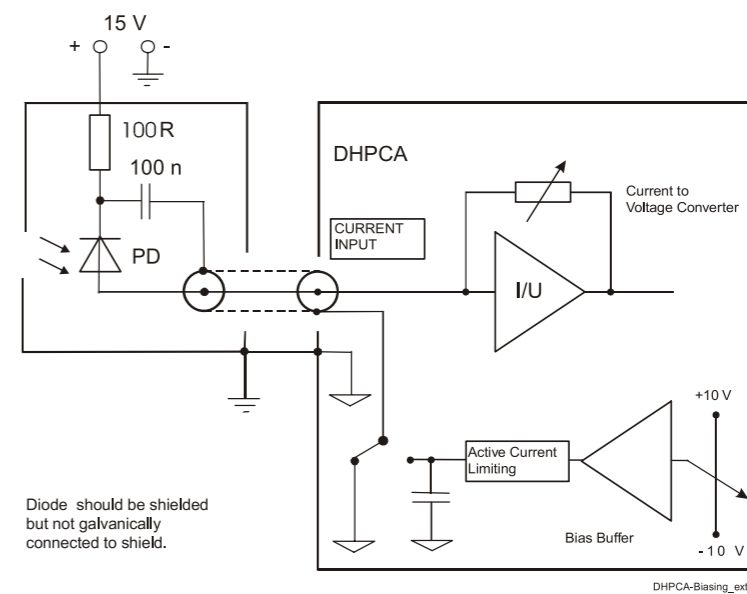 15 V
+ -
100R
100 n
DHPCA
CURRENT
INPUT
Current to
Voltage Converter
PD
I/U
+10 V
Active Current
Limiting
Bias Buffer
-10 V
Diode should be shielded
but not galvanically
connected to shield.
DHPCA-Biasing_ext